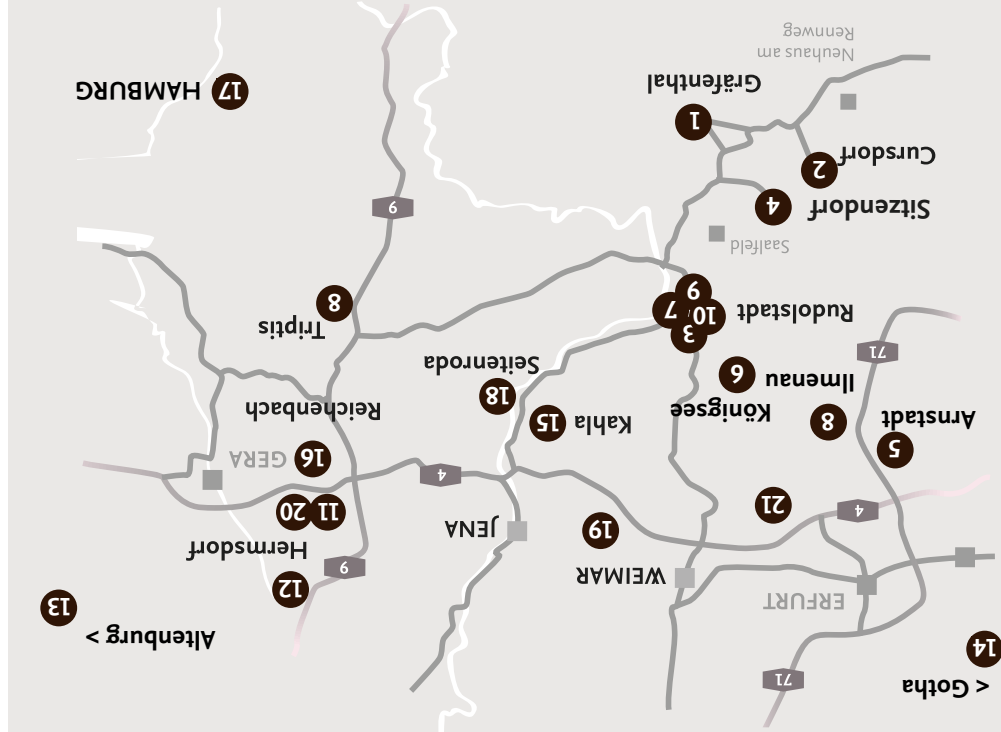 < Gotha
14
71
Altenburg >
13
ERFURT
WEIMAR
12
9
Hermsdorf
JENA
19
21
4
11
20
4
16
GERA
5
Arnstadt
8
15
Kahla
Königsee
Reichenbach
18
Seitenroda
6
Ilmenau
71
3
10
7
9
Rudolstadt
Triptis
8
Saalfeld
4
Sitzendorf
9
2
Cursdorf
1
Gräfenthal
17
HAMBURG
Neuhaus am
Rennweg